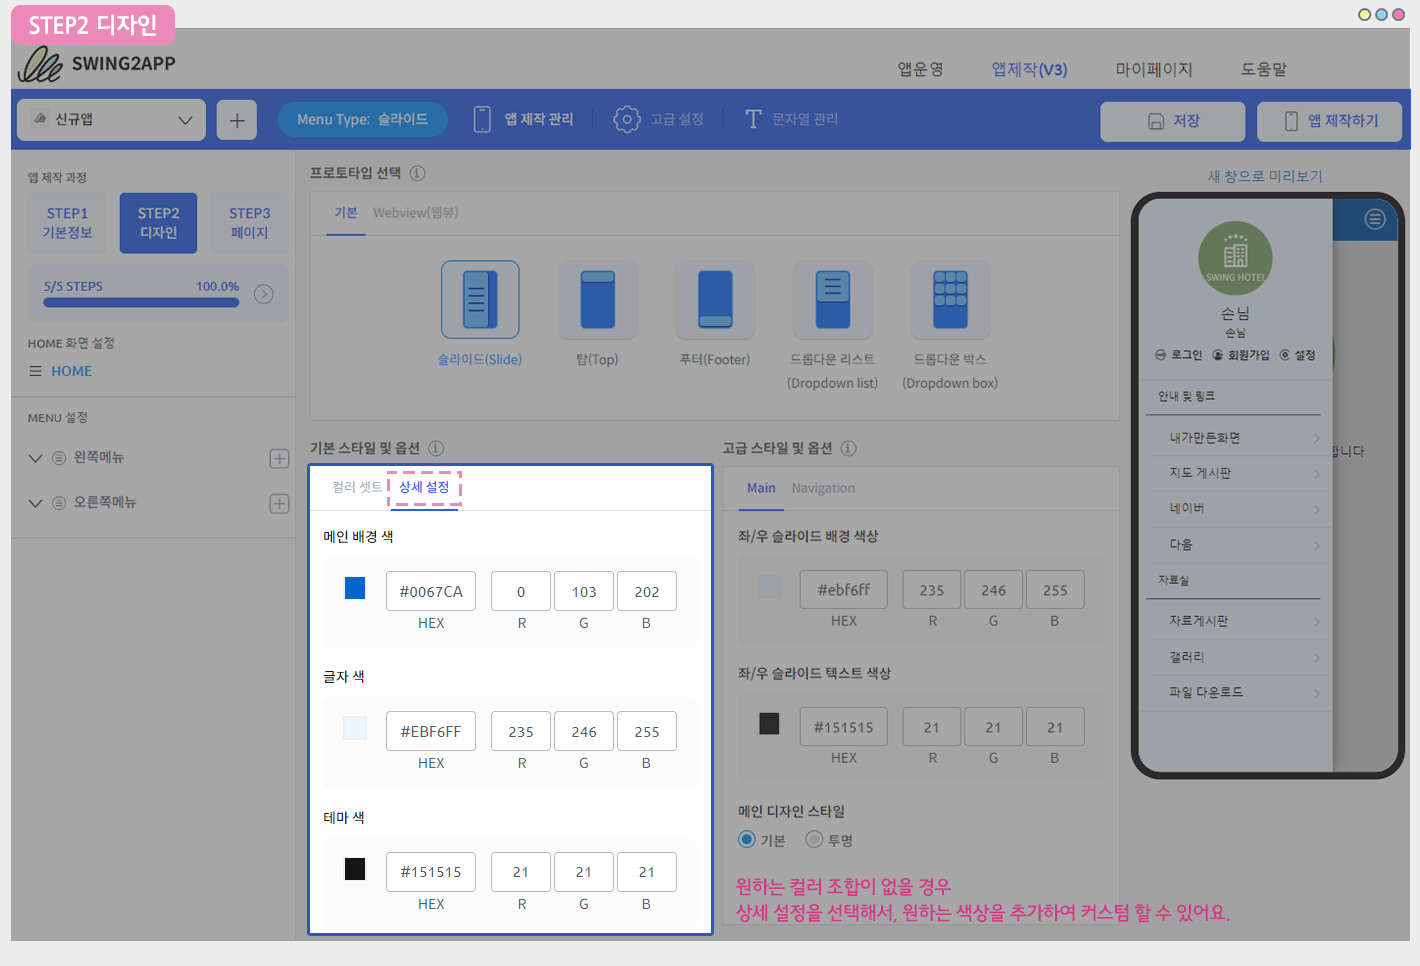 STEP2 디자인
SWING2APP
앱운영
앱제작(V3)
마이페이지
도움말
신규앱
Menu Type: 슬라이드
앱 제작 관리
고급 설정
문자열 관리
저장
앱 제작하기
앱 제작 과정
STEP1
기본정보
STEP2
디자인
STEP3
페이지
5/5 STEPS
100.0%
HOME 화면 설정
HOME
MENU 설정
왼쪽메뉴
오른쪽메뉴
프로토타입 선택
기본
Webview(웹뷰)
슬라이드(Slide)
탑(Top)
푸터(Footer)
드롭다운 리스트
(Dropdown list)
드롭다운 박스
(Dropdown box)
기본 스타일 및 옵션
컬러 셋트
상세 설정
메인 배경 색
#0067CA
0
103
202
HEX
R
G
B
글자 색
#EBF6FF
235
246
255
HEX
R
G
B
테마 색
#151515
21
21
21
HEX
R
G
B
고급 스타일 및 옵션
Main
Navigation
좌/우 슬라이드 배경 색상
#ebf6ff
235
246
255
HEX
R
G
B
좌/우 슬라이드 텍스트 색상
#151515
21
21
21
HEX
R
G
B
메인 디자인 스타일
기본
투명
원하는 컬러 조합이 없을 경우
상세 설정을 선택해서, 원하는 색상을 추가하여 커스텀 할 수 있어요.
새 창으로 미리보기
SWING HOTEL
손님
손님
로그인
회원가입
설정
안내 및 링크
내가만든화면
지도 게시판
네이버
다음
자료실
자료게시판
갤러리
파일 다운로드
합니다